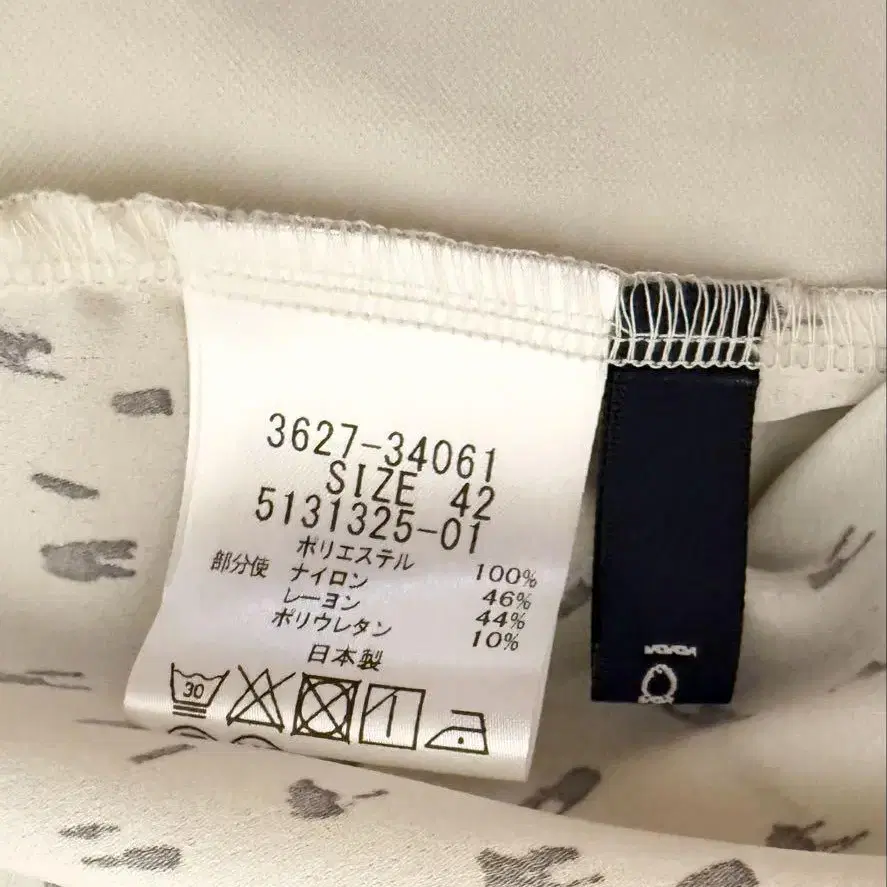 3627-34061
SIZE 42
5131325-01
ポリエステル 100%
部分使 ナイロン 46%
レーヨン 44%
ポリウレタン 10%
日本製
30